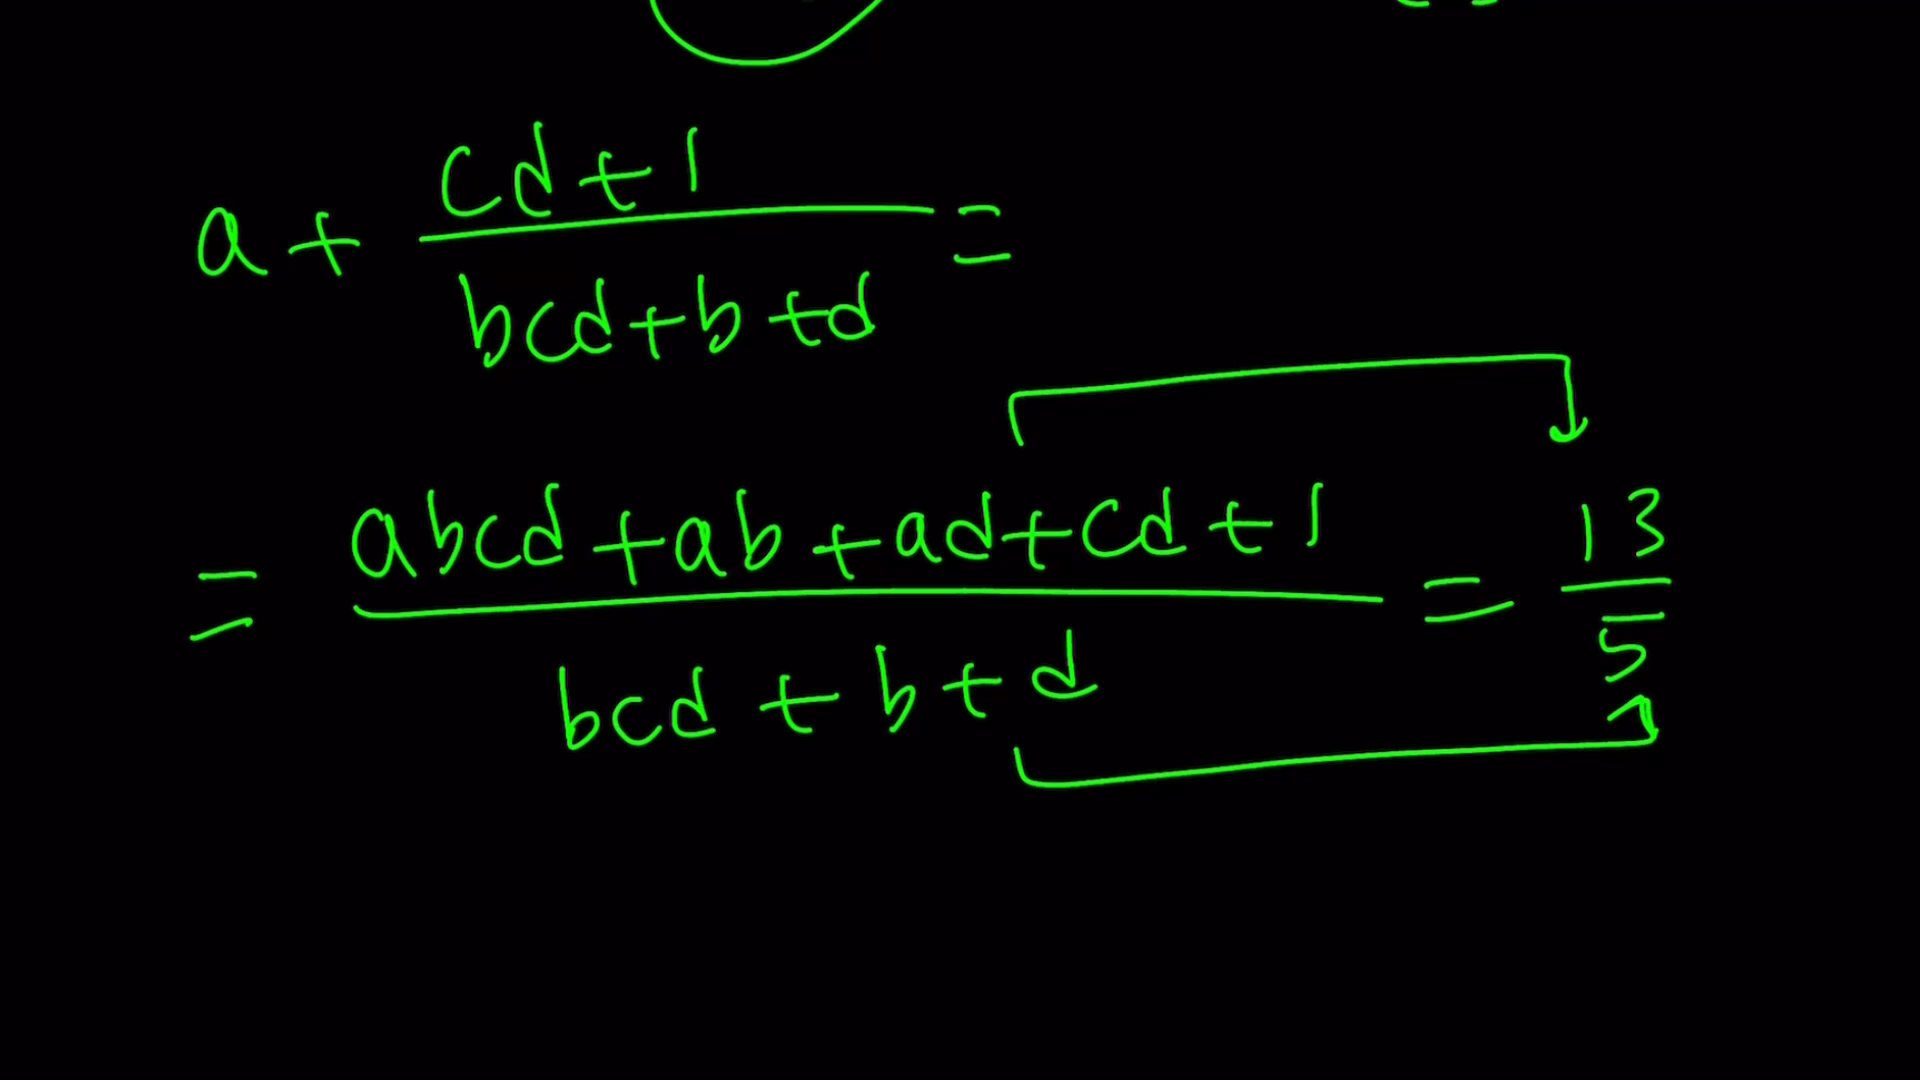 a + cd+1 / bcd+b+d =
= abcd+ab+ad+cd+1 / bcd+b+d = 13 / 5